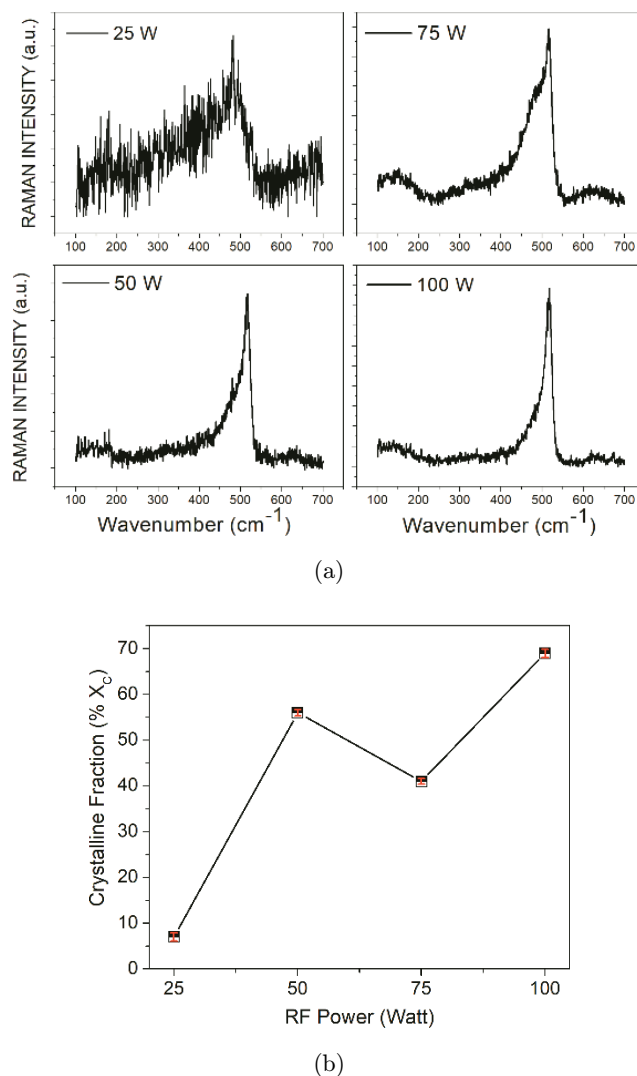 25 W
75 W
RAMAN INTENSITY (a.u.)
100 200 300 400 500 600 700
100 200 300 400 500 600 700
50 W
100 W
RAMAN INTENSITY (a.u.)
100 200 300 400 500 600 700
100 200 300 400 500 600 700
Wavenumber (cm⁻¹)
Wavenumber (cm⁻¹)
(a)
Crystalline Fraction (% X_C)
70
60
50
40
30
20
10
0
25 50 75 100
RF Power (Watt)
(b)